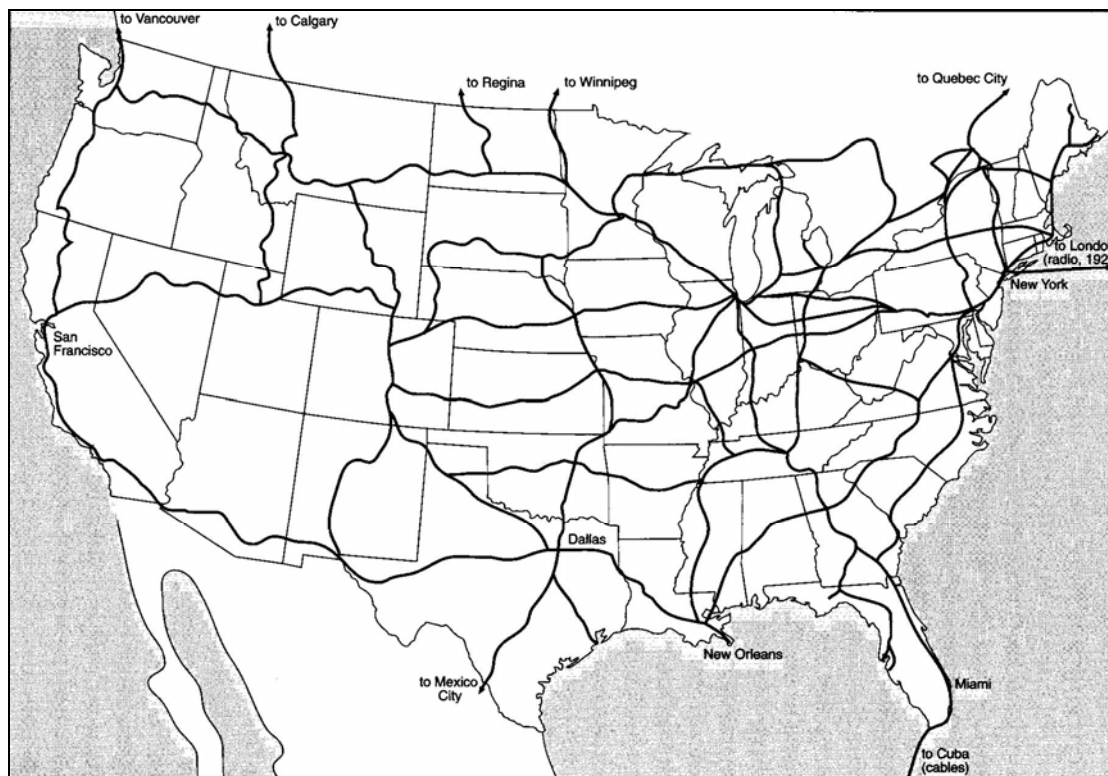 to Vancouver
to Calgary
to Regina
to Winnipeg
to Quebec City
to Londo
(radio, 192
New York
San
Francisco
Dallas
New Orleans
to Mexico
City
Miami
to Cuba
(cables)